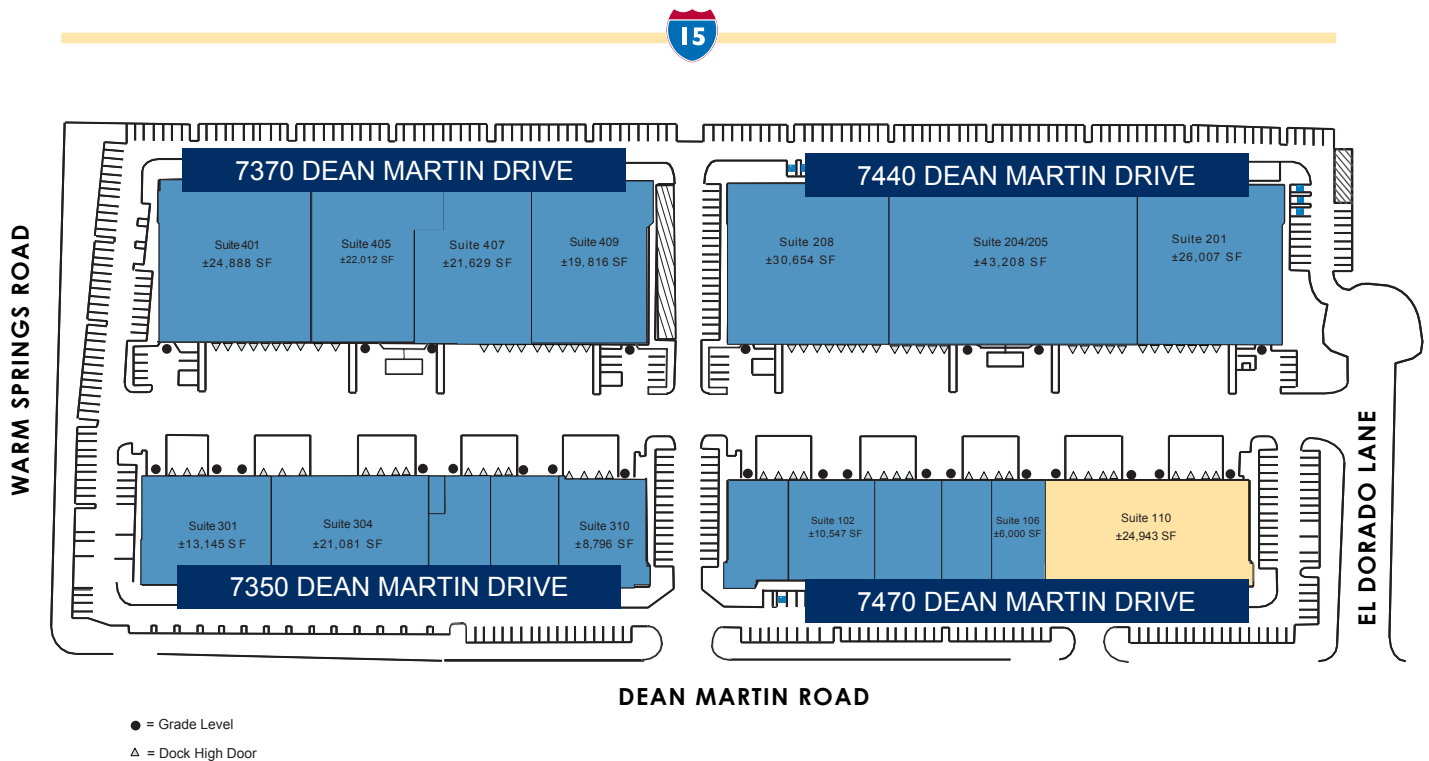 15
7370 DEAN MARTIN DRIVE
7440 DEAN MARTIN DRIVE
WARM SPRINGS ROAD
Suite 401
±24,888 SF
Suite 405
±22,012 SF
Suite 407
±21,629 SF
Suite 409
±19, 816 SF
Suite 208
±30,654 SF
Suite 204/205
±43,208 SF
Suite 201
±26,007 SF
Suite 301
±13,145 S F
Suite 304
±21,081 SF
Suite 310
±8,796 SF
Suite 102
±10,547 SF
Suite 106
±6,000 SF
Suite 110
±24,943 SF
EL DORADO LANE
7350 DEAN MARTIN DRIVE
7470 DEAN MARTIN DRIVE
DEAN MARTIN ROAD
= Grade Level
= Dock High Door